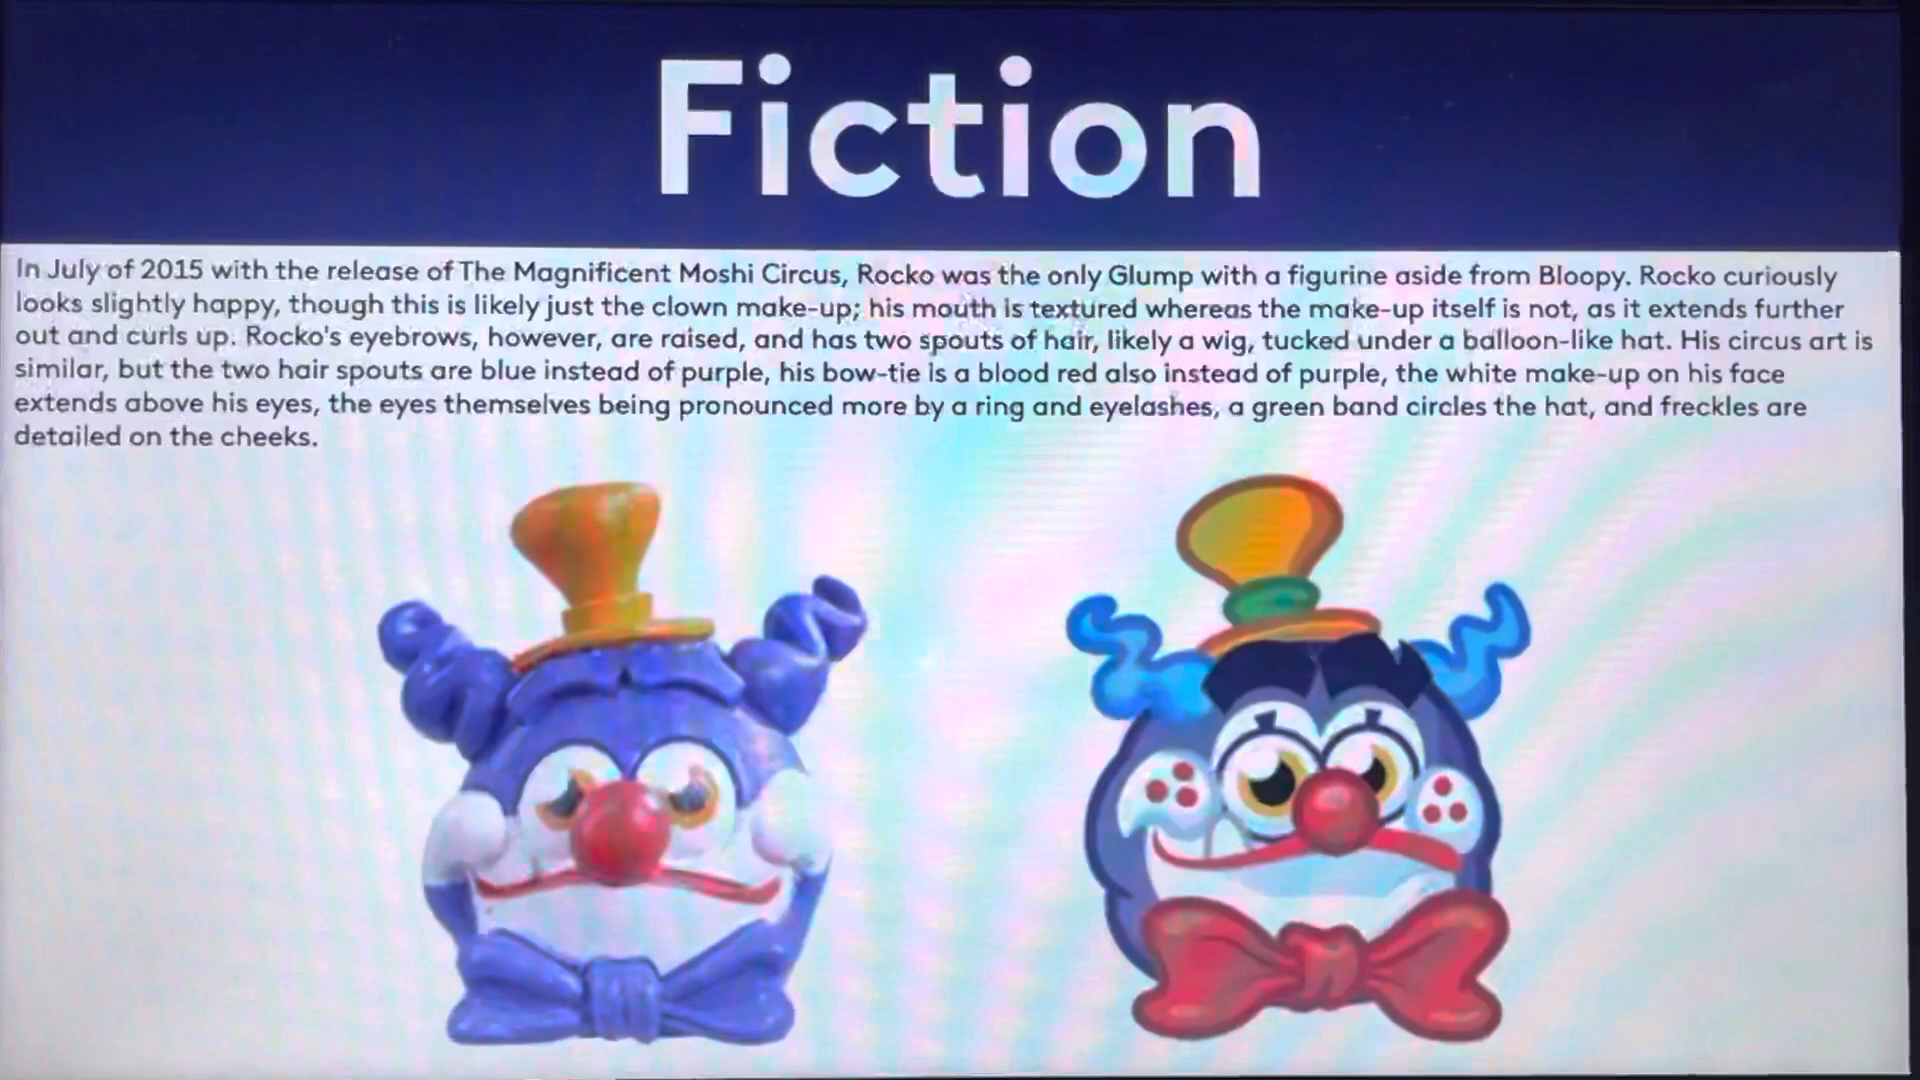 Fiction
In July of 2015 with the release of The Magnificent Moshi Circus, Rocko was the only Glump with a figurine aside from Bloopy. Rocko curiously
looks slightly happy, though this is likely just the clown make-up; his mouth is textured whereas the make-up itself is not, as it extends further
out and curls up. Rocko's eyebrows, however, are raised, and has two spouts of hair, likely a wig, tucked under a balloon-like hat. His circus art is
similar, but the two hair spouts are blue instead of purple, his bow-tie is a blood red also instead of purple, the white make-up on his face
extends above his eyes, the eyes themselves being pronounced more by a ring and eyelashes, a green band circles the hat, and freckles are
detailed on the cheeks.